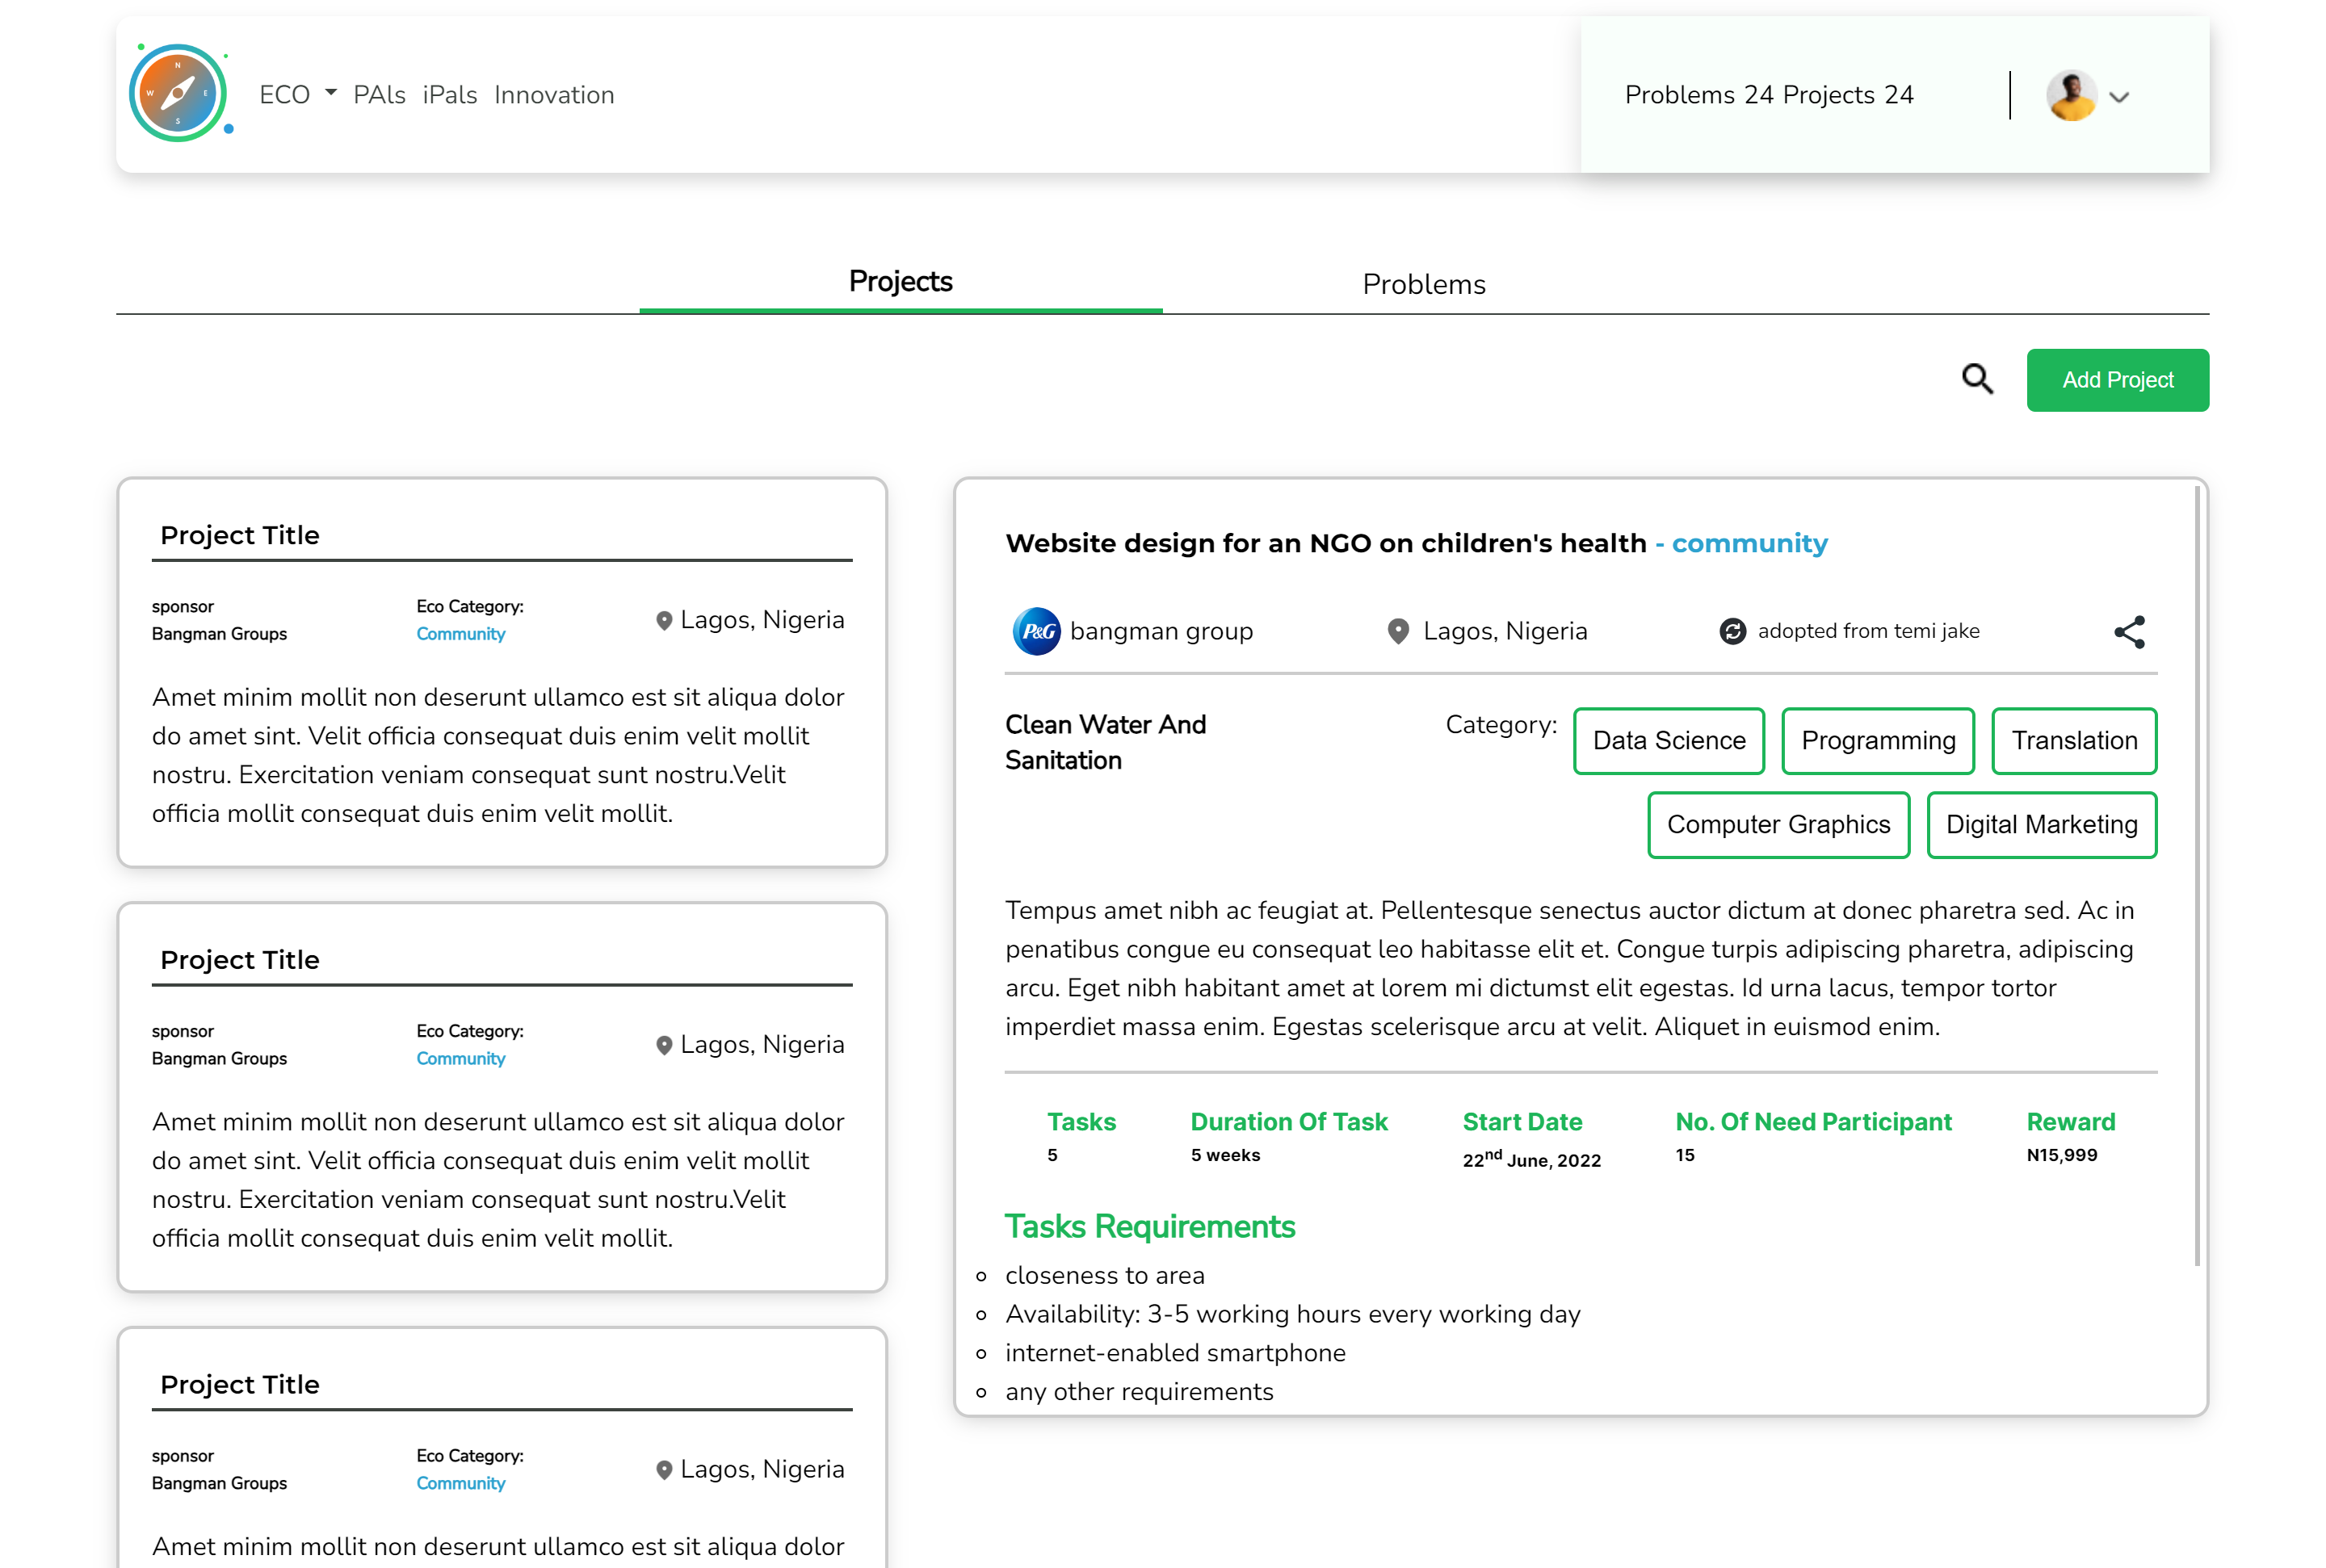 N
W E
S
ECO PAls iPals Innovation
Problems 24 Projects 24
Projects Problems
Add Project
Project Title
sponsor
Bangman Groups
Eco Category:
Community
Lagos, Nigeria
Amet minim mollit non deserunt ullamco est sit aliqua dolor
do amet sint. Velit officia consequat duis enim velit mollit
nostru. Exercitation veniam consequat sunt nostru.Velit
officia mollit consequat duis enim velit mollit.
Project Title
sponsor
Bangman Groups
Eco Category:
Community
Lagos, Nigeria
Amet minim mollit non deserunt ullamco est sit aliqua dolor
do amet sint. Velit officia consequat duis enim velit mollit
nostru. Exercitation veniam consequat sunt nostru.Velit
officia mollit consequat duis enim velit mollit.
Project Title
sponsor
Bangman Groups
Eco Category:
Community
Lagos, Nigeria
Amet minim mollit non deserunt ullamco est sit aliqua dolor
Website design for an NGO on children's health - community
P&G bangman group
Lagos, Nigeria
adopted from temi jake
Clean Water And
Sanitation
Category: Data Science Programming Translation
Computer Graphics Digital Marketing
Tempus amet nibh ac feugiat at. Pellentesque senectus auctor dictum at donec pharetra sed. Ac in
penatibus congue eu consequat leo habitasse elit et. Congue turpis adipiscing pharetra, adipiscing
arcu. Eget nibh habitant amet at lorem mi dictumst elit egestas. Id urna lacus, tempor tortor
imperdiet massa enim. Egestas scelerisque arcu at velit. Aliquet in euismod enim.
Tasks
5
Duration Of Task
5 weeks
Start Date
22nd June, 2022
No. Of Need Participant
15
Reward
N15,999
Tasks Requirements
closeness to area
Availability: 3-5 working hours every working day
internet-enabled smartphone
any other requirements